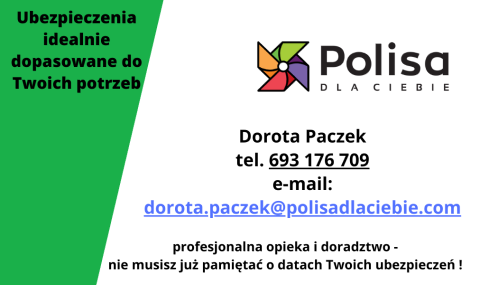 Ubezpieczenia
idealnie
dopasowane do
Twoich potrzeb
Polisa
DLA CIEBIE
Dorota Paczek
tel. 693 176 709
e-mail:
dorota.paczek@polisadlaciebie.com
profesjonalna opieka i doradztwo -
nie musisz już pamiętać o datach Twoich ubezpieczeń !